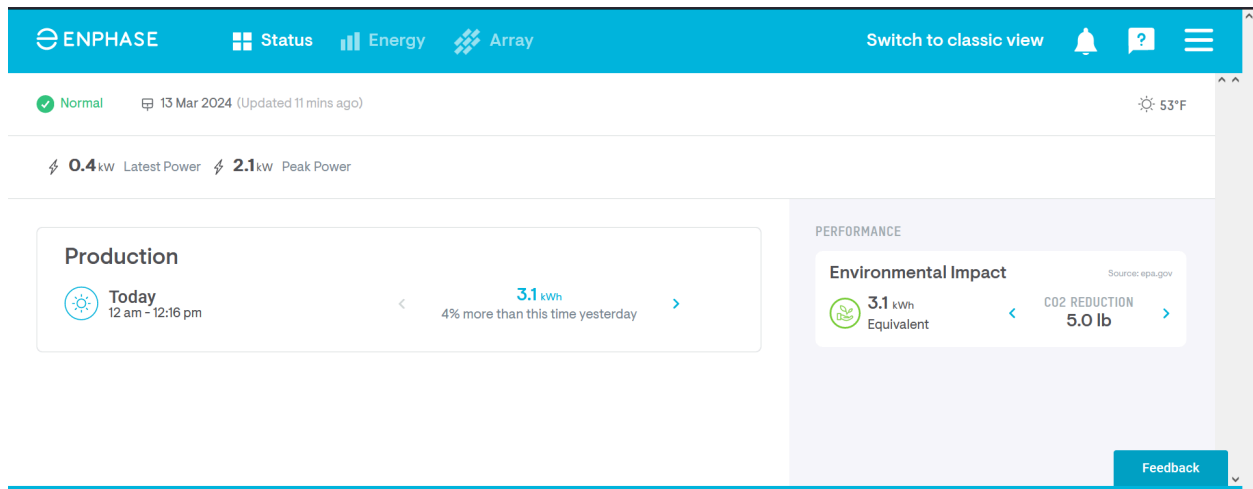 ENPHASE Status Energy Array Switch to classic view ?
Normal 13 Mar 2024 (Updated 11 mins ago) 53°F
0.4 kW Latest Power 2.1 kW Peak Power
PERFORMANCE
Production
Today
12 am - 12:16 pm
3.1 kWh
4% more than this time yesterday
Environmental Impact Source: epa.gov
3.1 kWh
Equivalent
CO2 REDUCTION
5.0 lb
Feedback